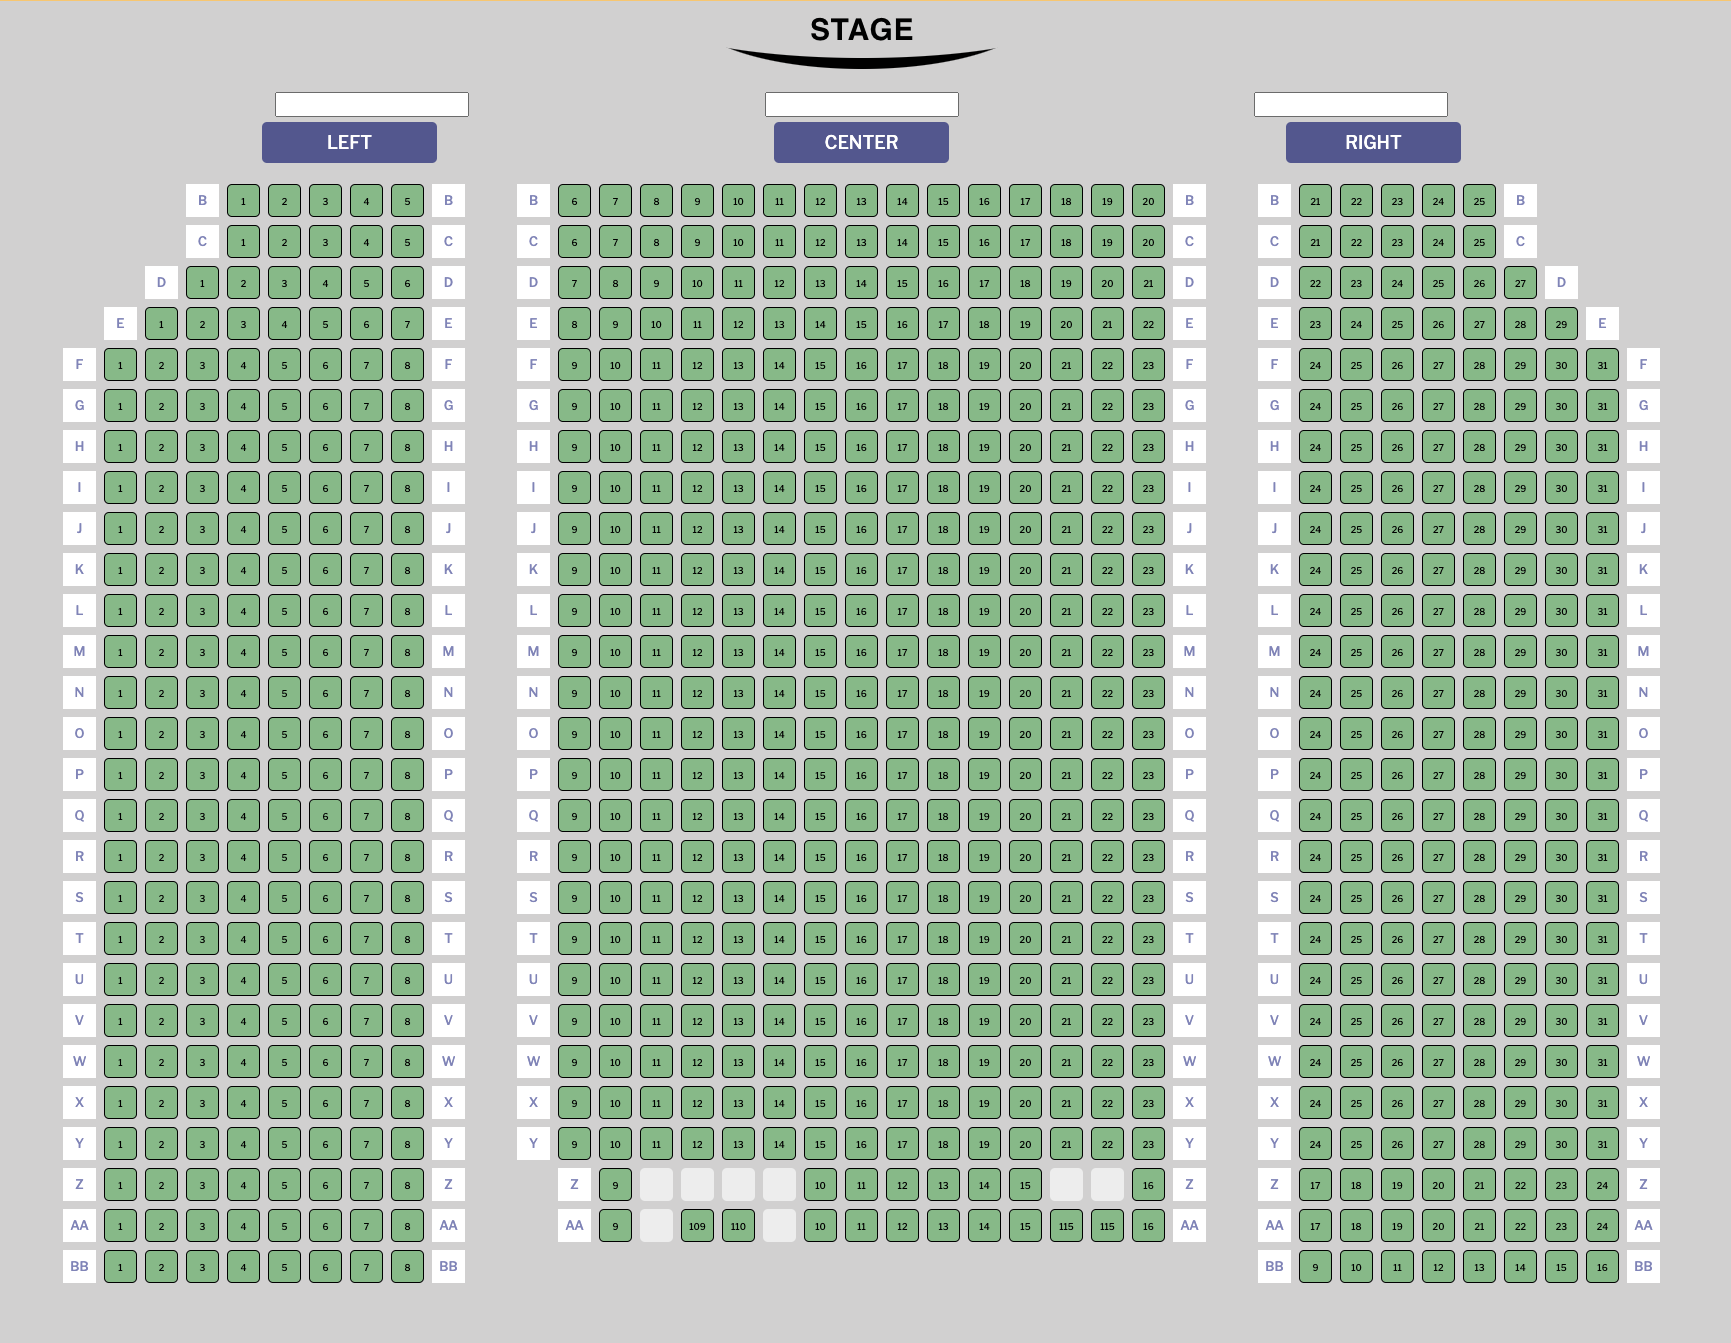 STAGE
LEFT CENTER RIGHT
B 1 2 3 4 5 B B 6 7 8 9 10 11 12 13 14 15 16 17 18 19 20 B B 21 22 23 24 25 B
C 1 2 3 4 5 C C 6 7 8 9 10 11 12 13 14 15 16 17 18 19 20 C C 21 22 23 24 25 C
D 1 2 3 4 5 6 D D 7 8 9 10 11 12 13 14 15 16 17 18 19 20 21 D D 22 23 24 25 26 27 D
E 1 2 3 4 5 6 7 E E 8 9 10 11 12 13 14 15 16 17 18 19 20 21 22 E E 23 24 25 26 27 28 29 E
F 1 2 3 4 5 6 7 8 F F 9 10 11 12 13 14 15 16 17 18 19 20 21 22 23 F F 24 25 26 27 28 29 30 31 F
G 1 2 3 4 5 6 7 8 G G 9 10 11 12 13 14 15 16 17 18 19 20 21 22 23 G G 24 25 26 27 28 29 30 31 G
H 1 2 3 4 5 6 7 8 H H 9 10 11 12 13 14 15 16 17 18 19 20 21 22 23 H H 24 25 26 27 28 29 30 31 H
I 1 2 3 4 5 6 7 8 I I 9 10 11 12 13 14 15 16 17 18 19 20 21 22 23 I I 24 25 26 27 28 29 30 31 I
J 1 2 3 4 5 6 7 8 J J 9 10 11 12 13 14 15 16 17 18 19 20 21 22 23 J J 24 25 26 27 28 29 30 31 J
K 1 2 3 4 5 6 7 8 K K 9 10 11 12 13 14 15 16 17 18 19 20 21 22 23 K K 24 25 26 27 28 29 30 31 K
L 1 2 3 4 5 6 7 8 L L 9 10 11 12 13 14 15 16 17 18 19 20 21 22 23 L L 24 25 26 27 28 29 30 31 L
M 1 2 3 4 5 6 7 8 M M 9 10 11 12 13 14 15 16 17 18 19 20 21 22 23 M M 24 25 26 27 28 29 30 31 M
N 1 2 3 4 5 6 7 8 N N 9 10 11 12 13 14 15 16 17 18 19 20 21 22 23 N N 24 25 26 27 28 29 30 31 N
O 1 2 3 4 5 6 7 8 O O 9 10 11 12 13 14 15 16 17 18 19 20 21 22 23 O O 24 25 26 27 28 29 30 31 O
P 1 2 3 4 5 6 7 8 P P 9 10 11 12 13 14 15 16 17 18 19 20 21 22 23 P P 24 25 26 27 28 29 30 31 P
Q 1 2 3 4 5 6 7 8 Q Q 9 10 11 12 13 14 15 16 17 18 19 20 21 22 23 Q Q 24 25 26 27 28 29 30 31 Q
R 1 2 3 4 5 6 7 8 R R 9 10 11 12 13 14 15 16 17 18 19 20 21 22 23 R R 24 25 26 27 28 29 30 31 R
S 1 2 3 4 5 6 7 8 S S 9 10 11 12 13 14 15 16 17 18 19 20 21 22 23 S S 24 25 26 27 28 29 30 31 S
T 1 2 3 4 5 6 7 8 T T 9 10 11 12 13 14 15 16 17 18 19 20 21 22 23 T T 24 25 26 27 28 29 30 31 T
U 1 2 3 4 5 6 7 8 U U 9 10 11 12 13 14 15 16 17 18 19 20 21 22 23 U U 24 25 26 27 28 29 30 31 U
V 1 2 3 4 5 6 7 8 V V 9 10 11 12 13 14 15 16 17 18 19 20 21 22 23 V V 24 25 26 27 28 29 30 31 V
W 1 2 3 4 5 6 7 8 W W 9 10 11 12 13 14 15 16 17 18 19 20 21 22 23 W W 24 25 26 27 28 29 30 31 W
X 1 2 3 4 5 6 7 8 X X 9 10 11 12 13 14 15 16 17 18 19 20 21 22 23 X X 24 25 26 27 28 29 30 31 X
Y 1 2 3 4 5 6 7 8 Y Y 9 10 11 12 13 14 15 16 17 18 19 20 21 22 23 Y Y 24 25 26 27 28 29 30 31 Y
Z 1 2 3 4 5 6 7 8 Z Z 9 10 11 12 13 14 15 16 Z Z 17 18 19 20 21 22 23 24 Z
AA 1 2 3 4 5 6 7 8 AA AA 9 109 110 10 11 12 13 14 15 115 115 16 AA AA 17 18 19 20 21 22 23 24 AA
BB 1 2 3 4 5 6 7 8 BB BB 9 10 11 12 13 14 15 16 BB